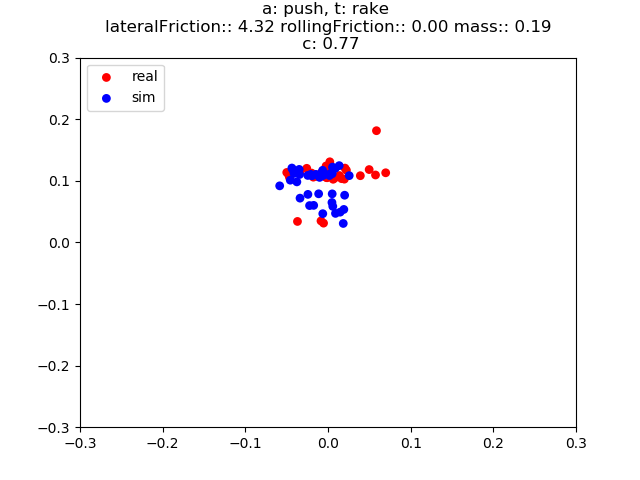 a: push, t: rake
lateralFriction:: 4.32 rollingFriction:: 0.00 mass:: 0.19
c: 0.77
real
sim
0.3
0.2
0.1
0.0
−0.1
−0.2
−0.3
−0.3
−0.2
−0.1
0.0
0.1
0.2
0.3